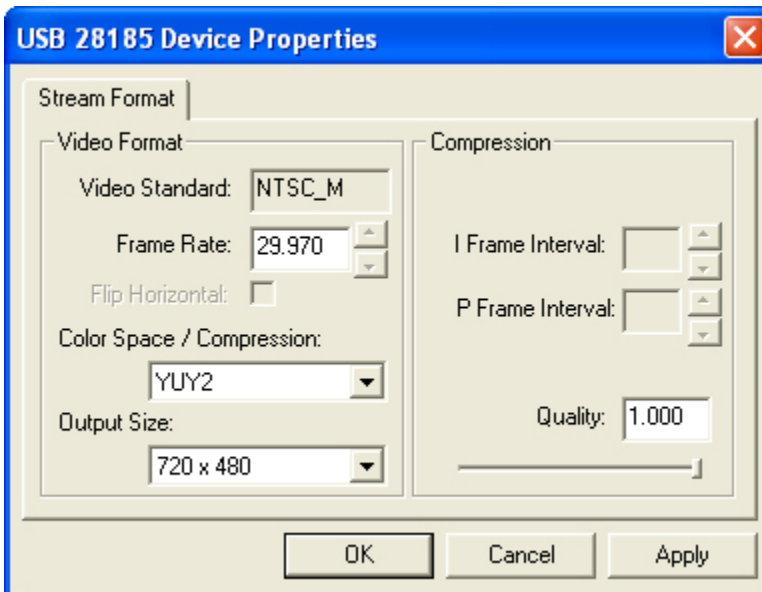 USB 28185 Device Properties
Stream Format
Video Format
Video Standard: NTSC_M
Frame Rate: 29.970
Flip Horizontal:
Color Space / Compression:
YUY2
Output Size:
720 x 480
Compression
I Frame Interval:
P Frame Interval:
Quality: 1.000
OK Cancel Apply